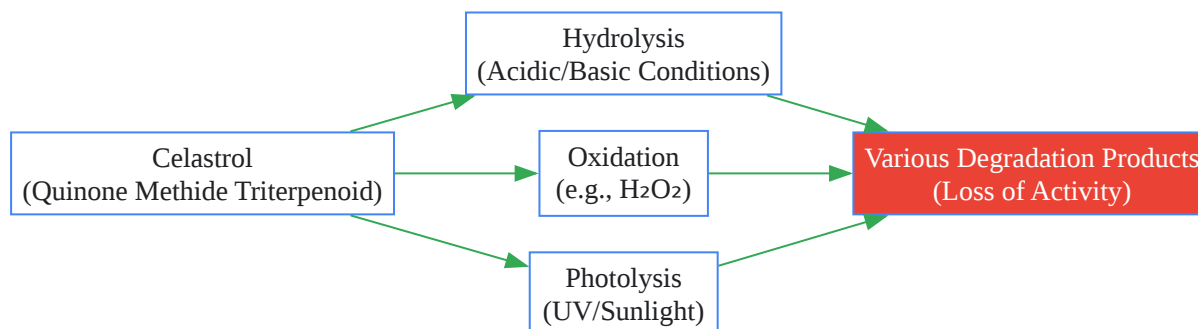 Hydrolysis
(Acidic/Basic Conditions)
Celastrol
(Quinone Methide Triterpenoid)
Oxidation
(e.g., H₂O₂)
Various Degradation Products
(Loss of Activity)
Photolysis
(UV/Sunlight)